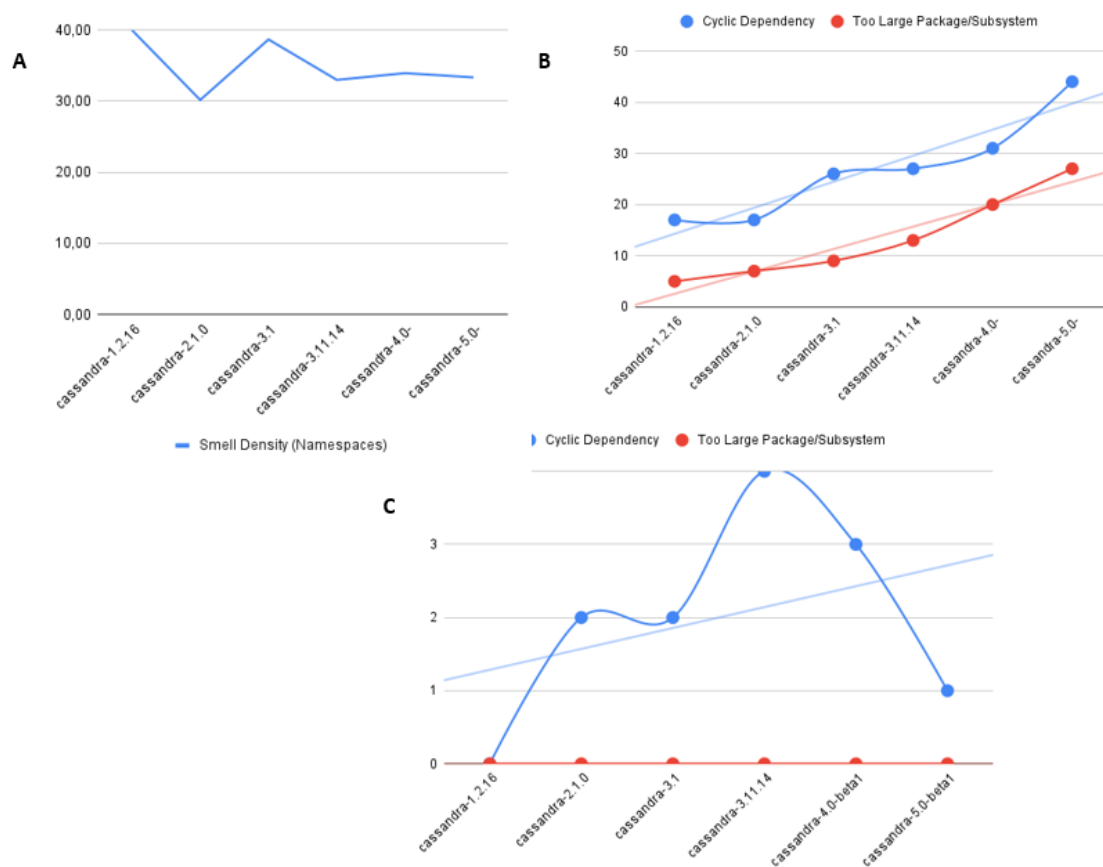 A
40,00
30,00
20,00
10,00
0,00
cassandra-1.2.16
cassandra-2.1.0
cassandra-3.1
cassandra-3.11.14
cassandra-4.0-
cassandra-5.0-
Smell Density (Namespaces)
B
Cyclic Dependency Too Large Package/Subsystem
50
40
30
20
10
0
cassandra-1.2.16
cassandra-2.1.0
cassandra-3.1
cassandra-3.11.14
cassandra-4.0-
cassandra-5.0-
Cyclic Dependency Too Large Package/Subsystem
C
3
2
1
0
cassandra-1.2.16
cassandra-2.1.0
cassandra-3.1
cassandra-3.11.14
cassandra-4.0-beta1
cassandra-5.0-beta1